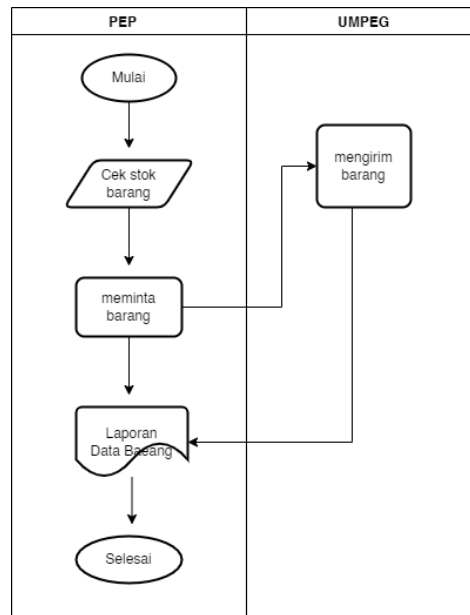 PEP
UMPEG
Mulai
Cek stok
barang
mengirim
barang
meminta
barang
Laporan
Data Baeang
Selesai